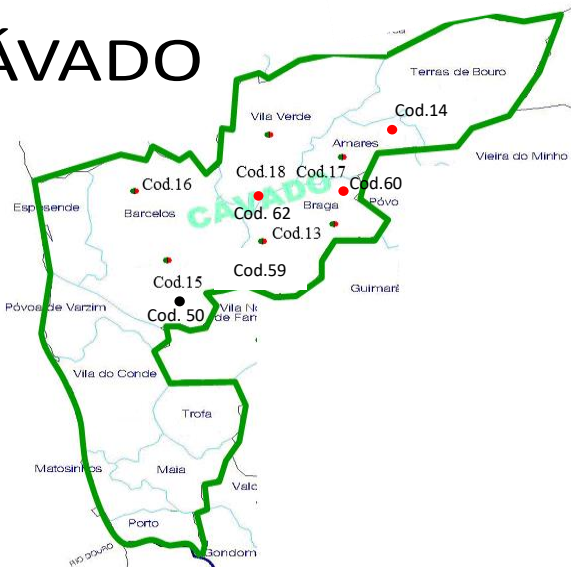 ÁVADO
Terras de Bouro
Vila Verde
Cod.14
Amares
Vieira do Minho
Cod.18
Cod.17
Cod.16
Cod.60
CÁVADO
Esposende
Barcelos
Cod. 62
Braga
Póvo
Cod.13
Cod.59
Cod.15
Guimarã
Póvoa de Varzim
Cod. 50
Vila No
de Fam
Vila do Conde
Trofa
Matosinhos
Maia
Valo
Porto
RIO DOURO
Gondom